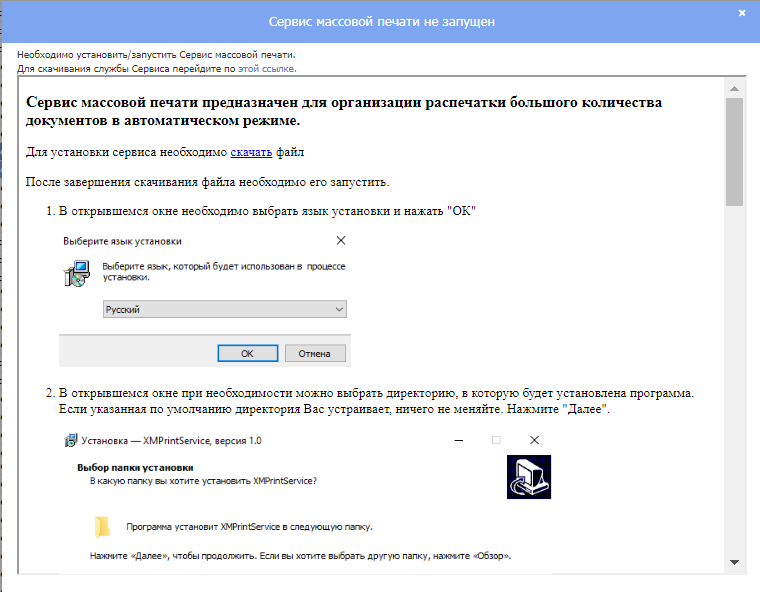 Сервис массовой печати не запущен
Необходимо установить/запустить Сервис массовой печати.
Для скачивания службы Сервиса перейдите по этой ссылке.
Сервис массовой печати предназначен для организации распечатки большого количества
документов в автоматическом режиме.
Для установки сервиса необходимо скачать файл
После завершения скачивания файла необходимо его запустить.
1. В открывшемся окне необходимо выбрать язык установки и нажать "ОК"
Выберите язык установки
Выберите язык, который будет использован в процессе
установки.
Русский
ОК
Отмена
2. В открывшемся окне при необходимости можно выбрать директорию, в которую будет установлена программа.
Если указанная по умолчанию директория Вас устраивает, ничего не меняйте. Нажмите "Далее".
Установка — XMPrintService, версия 1.0
Выбор папки установки
В какую папку вы хотите установить XMPrintService?
Программа установит XMPrintService в следующую папку.
Нажмите «Далее», чтобы продолжить. Если вы хотите выбрать другую папку, нажмите «Обзор».